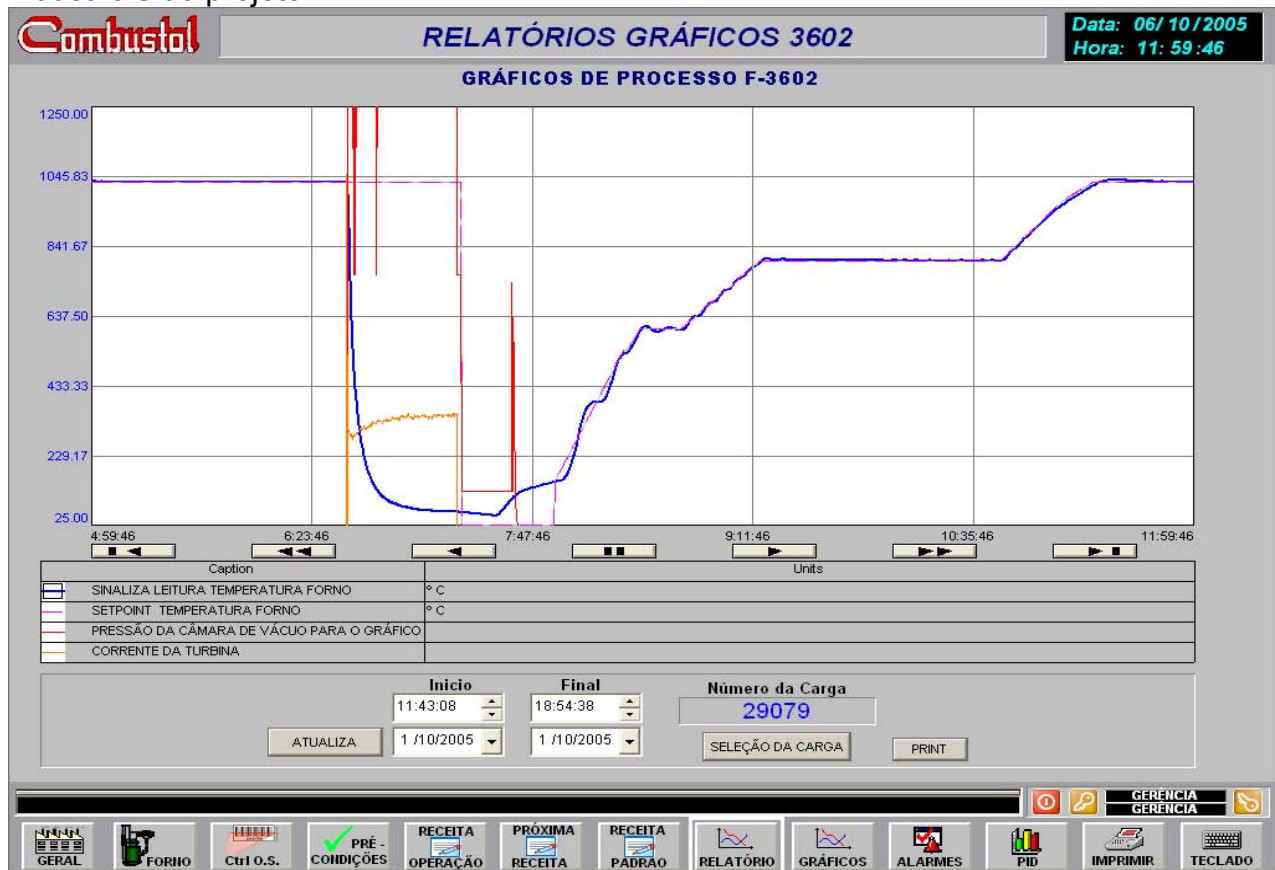 Combustol
RELATÓRIOS GRÁFICOS 3602
Data: 06/10/2005
Hora: 11:59:46
GRÁFICOS DE PROCESSO F-3602
1250.00
1045.83
841.67
637.50
433.33
229.17
25.00
4:59:46 6:23:46 7:47:46 9:11:46 10:35:46 11:59:46
Caption Units
SINALIZA LEITURA TEMPERATURA FORNO ° C
SETPOINT TEMPERATURA FORNO ° C
PRESSÃO DA CÂMARA DE VÁCUO PARA O GRÁFICO
CORRENTE DA TURBINA
Inicio Final Número da Carga
11:43:08 18:54:38 29079
ATUALIZA 1 /10/2005 1 /10/2005 SELEÇÃO DA CARGA PRINT
GERÊNCIA
GERÊNCIA
GERAL FORNO Ctrl O.S. PRÉ - CONDIÇÕES RECEITA OPERAÇÃO PRÓXIMA RECEITA RECEITA PADRÃO RELATÓRIO GRÁFICOS ALARMES PID IMPRIMIR TECLADO